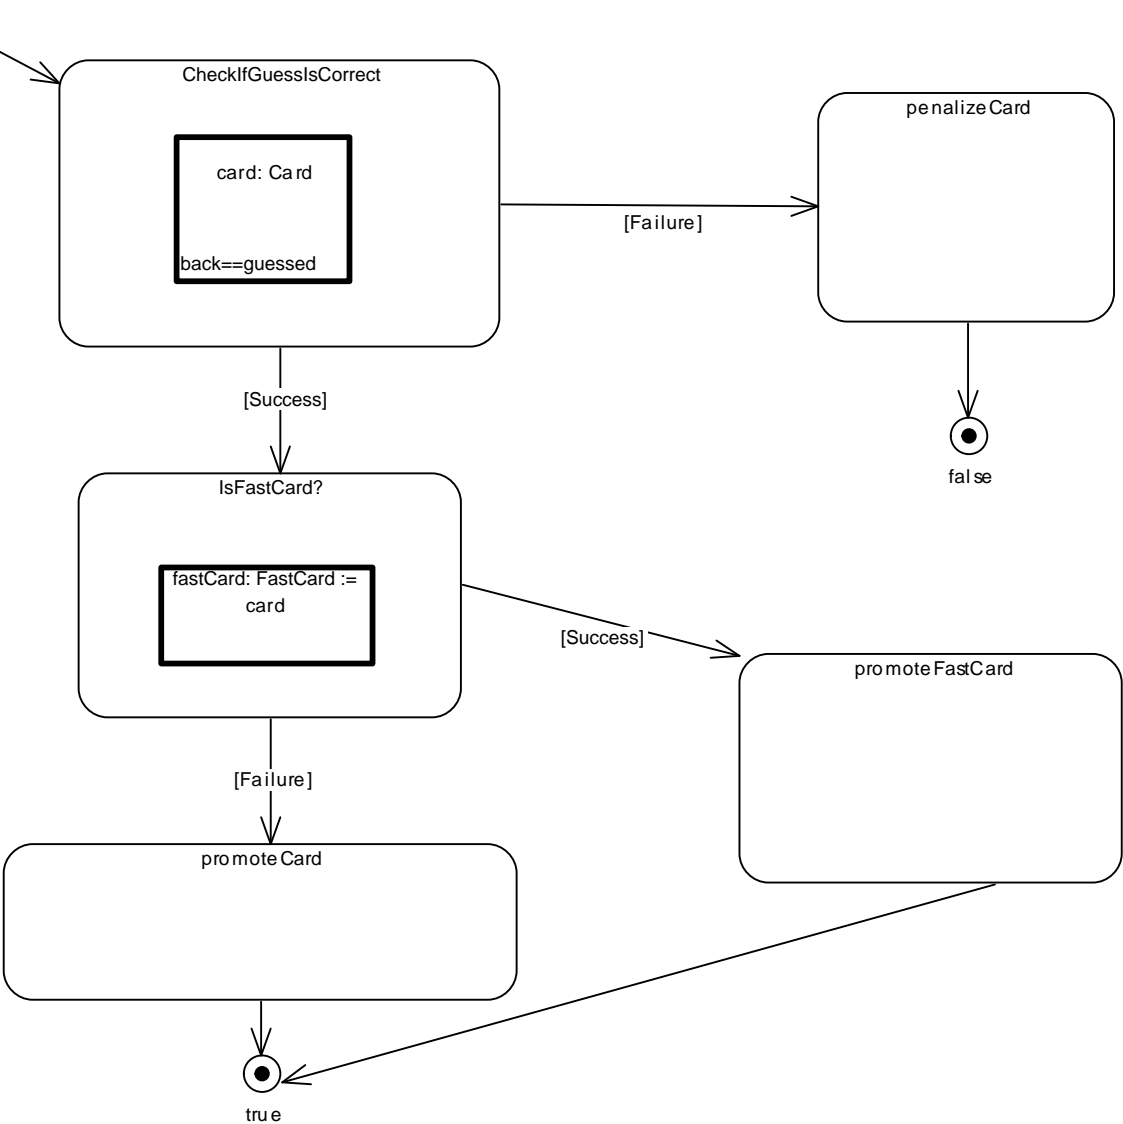 CheckIfGuessIsCorrect
penalizeCard
card: Card
back==guessed
[Failure]
[Success]
false
IsFastCard?
fastCard: FastCard :=
card
[Success]
promoteFastCard
[Failure]
promoteCard
true